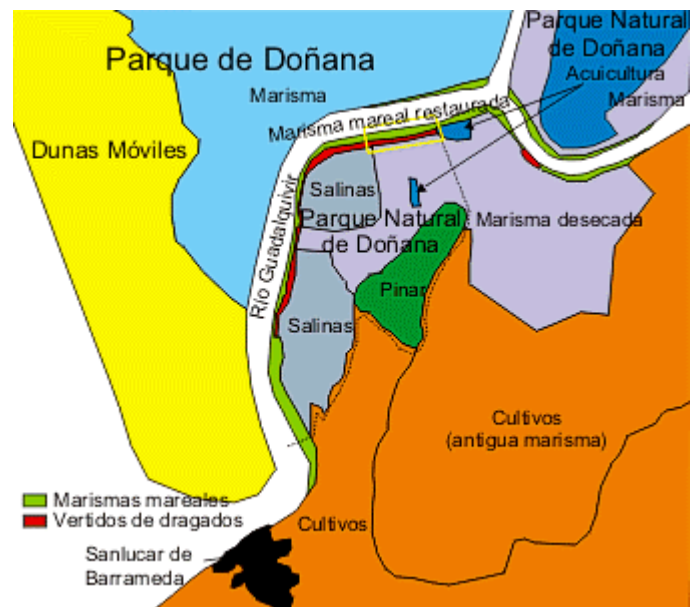 Parque Natural
de Doñana
Parque de Doñana
Acuicultura
Marisma
Marisma
Marisma mareal restaurada
Dunas Móviles
Salinas
Río Guadalquivir
Parque Natural
de Doñana
Marisma desecada
Pinar
Salinas
Cultivos
(antigua marisma)
Marismas mareales
Vertidos de dragados
Cultivos
Sanlucar de
Barrameda